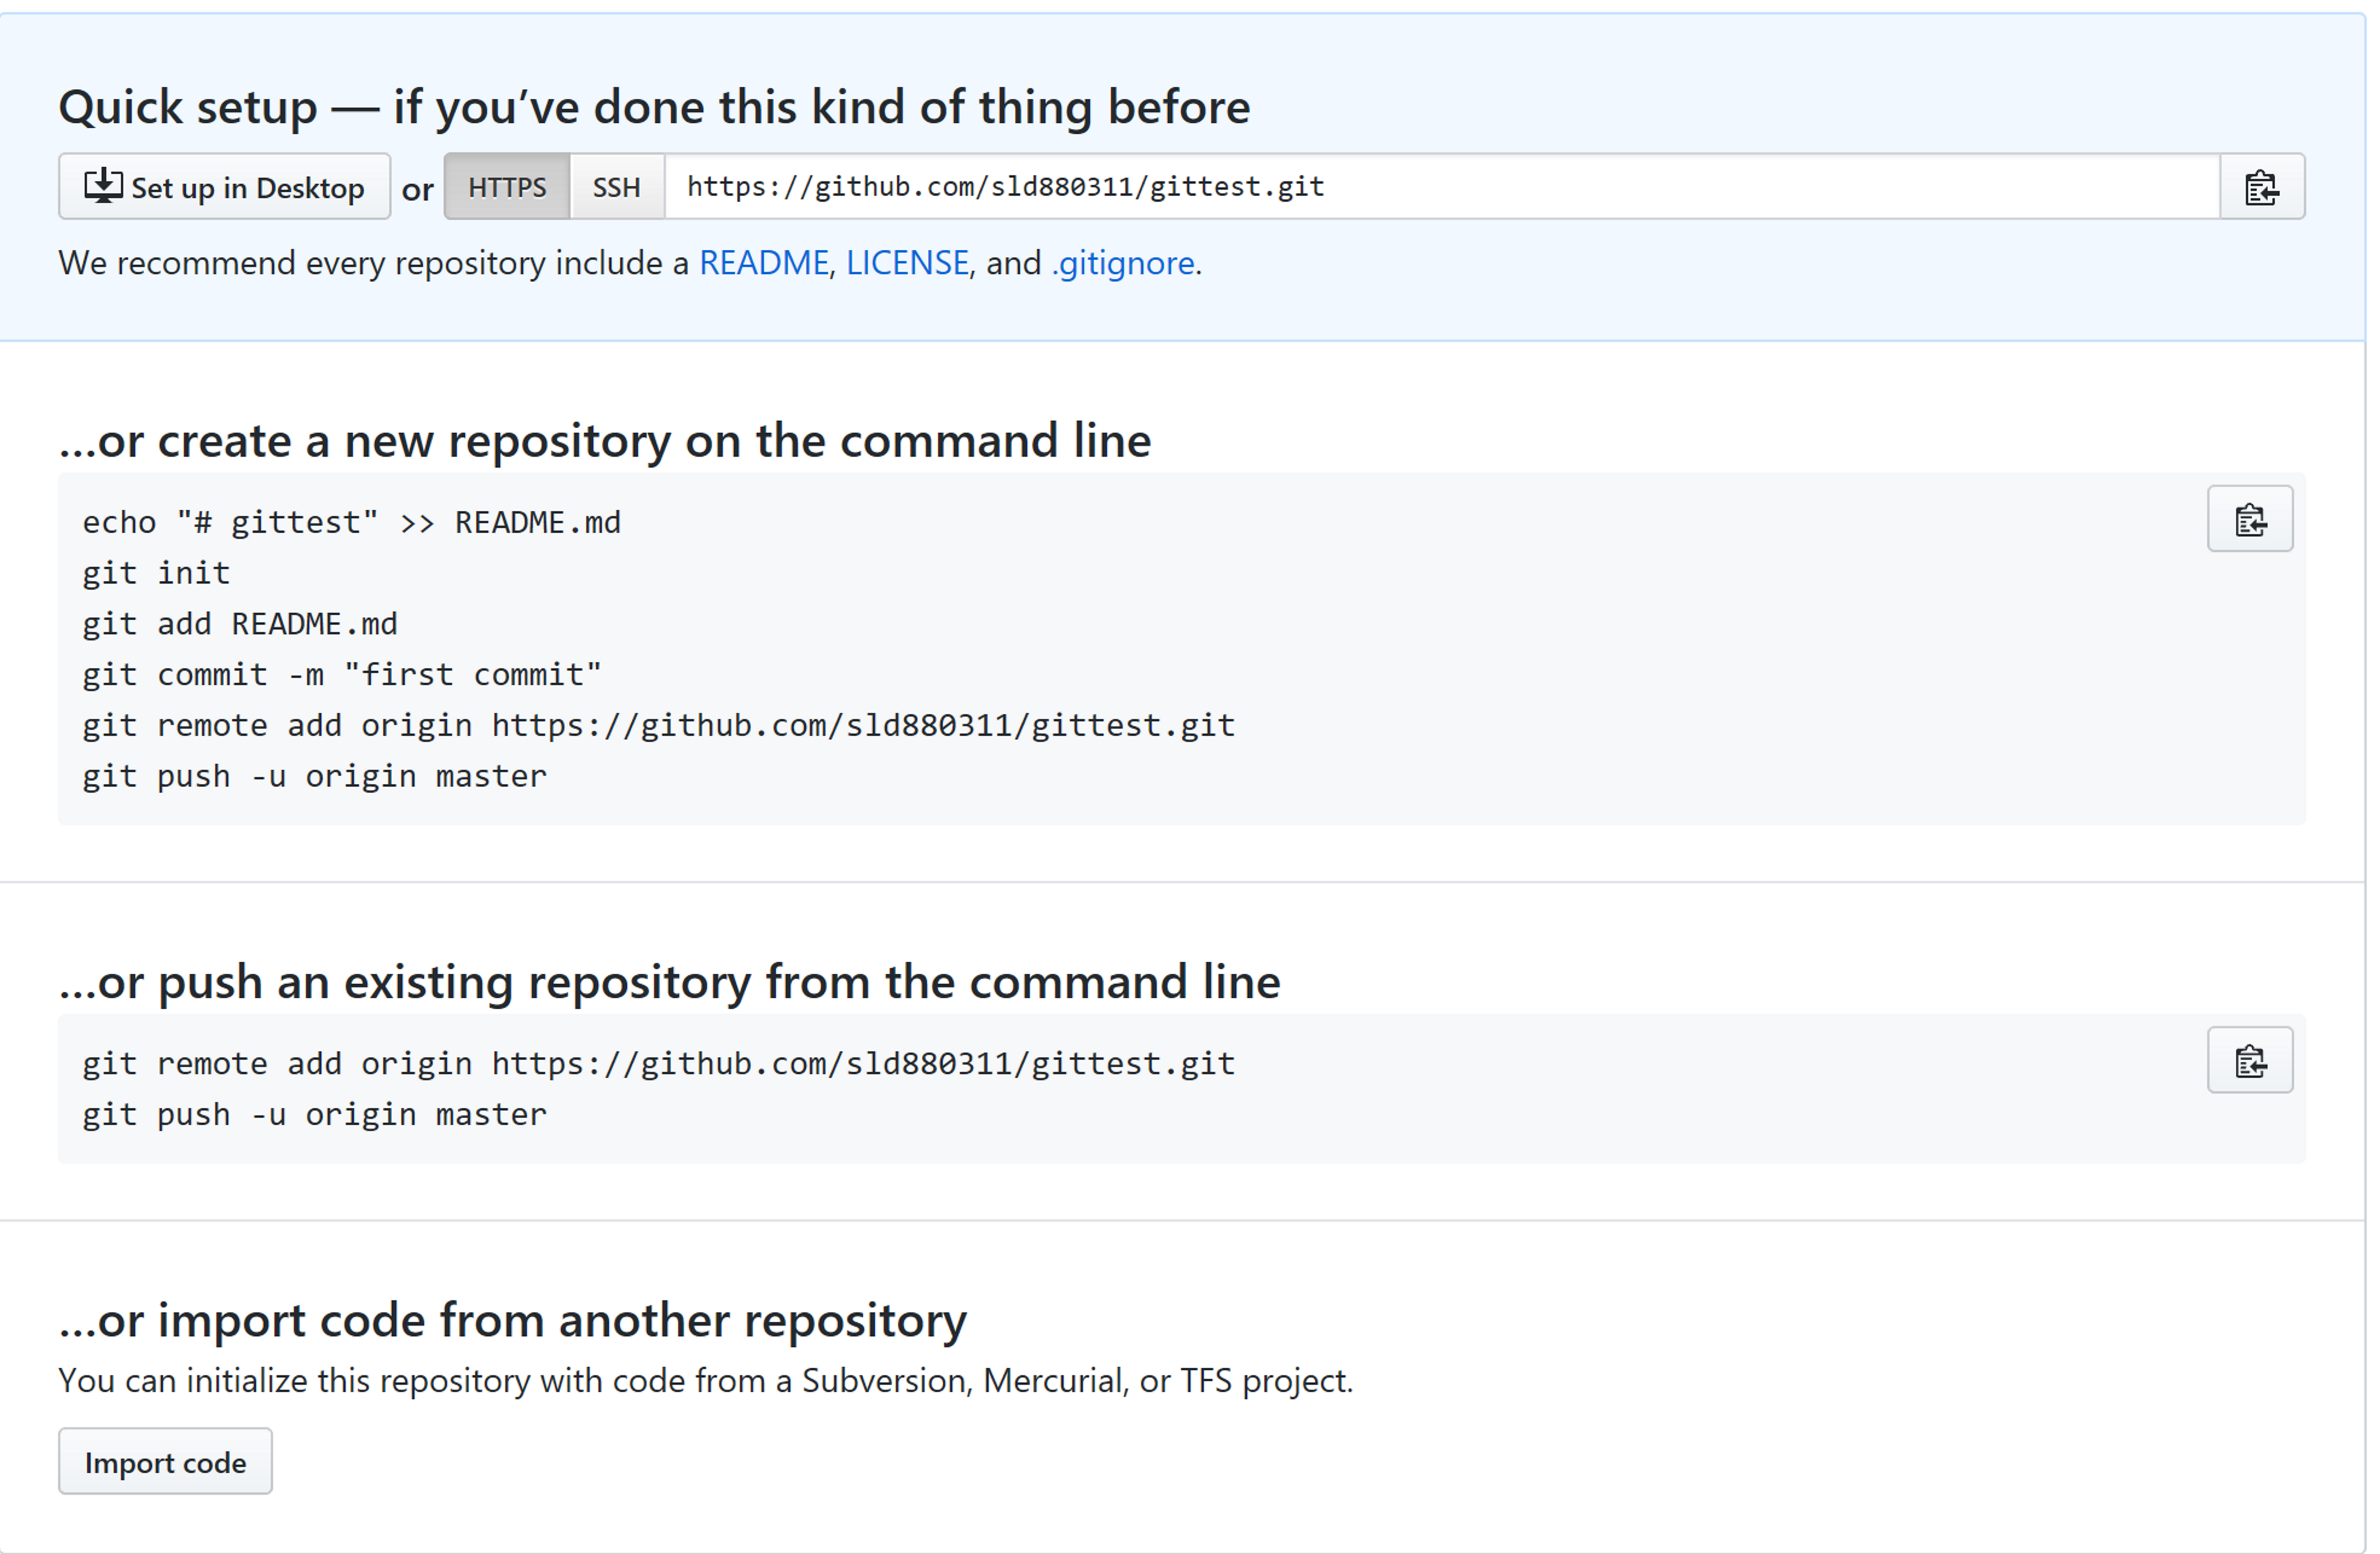 Quick setup — if you’ve done this kind of thing before
Set up in Desktop or HTTPS SSH https://github.com/sld880311/gittest.git
We recommend every repository include a README, LICENSE, and .gitignore.
…or create a new repository on the command line
echo "# gittest" >> README.md
git init
git add README.md
git commit -m "first commit"
git remote add origin https://github.com/sld880311/gittest.git
git push -u origin master
…or push an existing repository from the command line
git remote add origin https://github.com/sld880311/gittest.git
git push -u origin master
…or import code from another repository
You can initialize this repository with code from a Subversion, Mercurial, or TFS project.
Import code